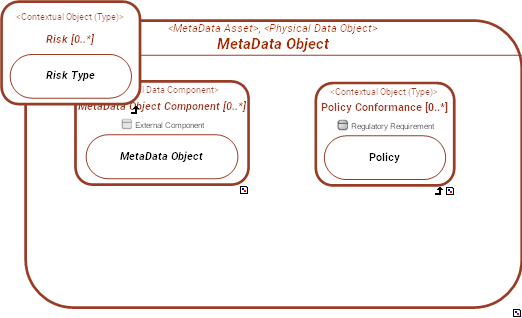 <Contextual Object (Type)>
Risk [0..*]
Risk Type
<MetaData Asset>, <Physical Data Object>
MetaData Object
Data Component>
MetaData Object Component [0..*]
External Component
MetaData Object
<Contextual Object (Type)>
Policy Conformance [0..*]
Regulatory Requirement
Policy